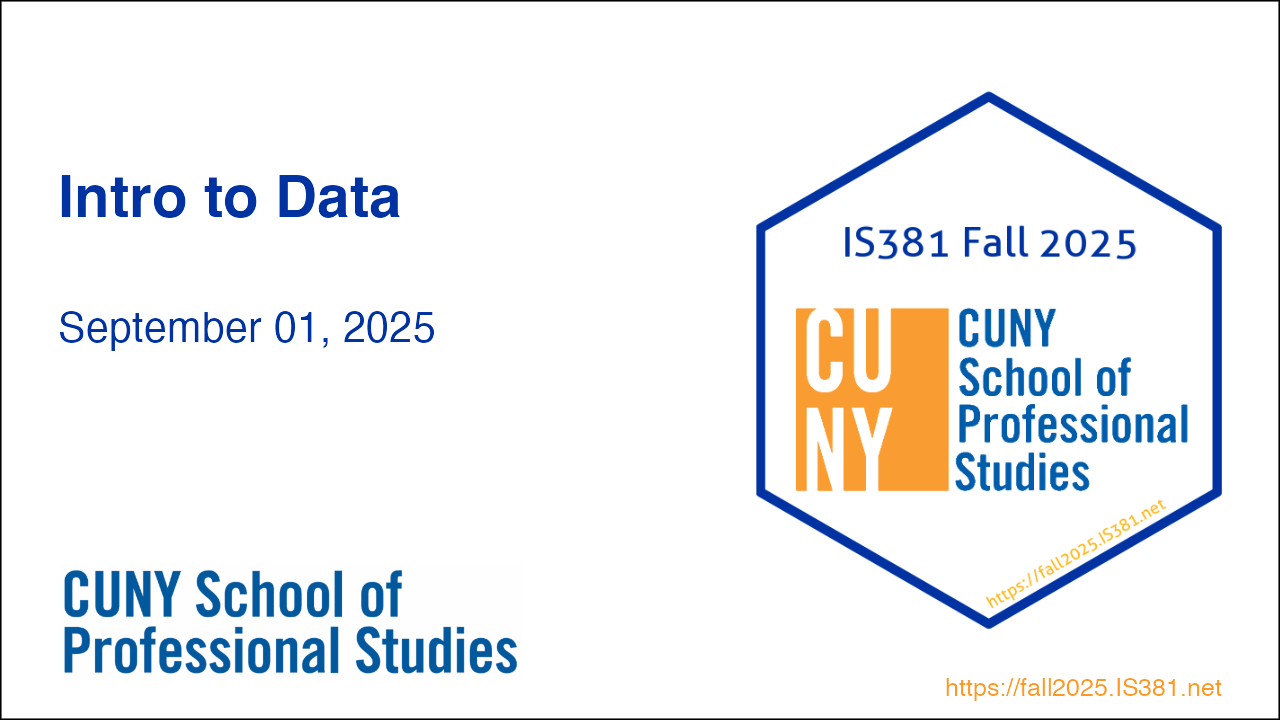 Intro to Data
September 01, 2025
CUNY School of
Professional Studies
IS381 Fall 2025
CU
NY
CUNY
School of
Professional
Studies
https://fall2025.IS381.net
https://fall2025.IS381.net